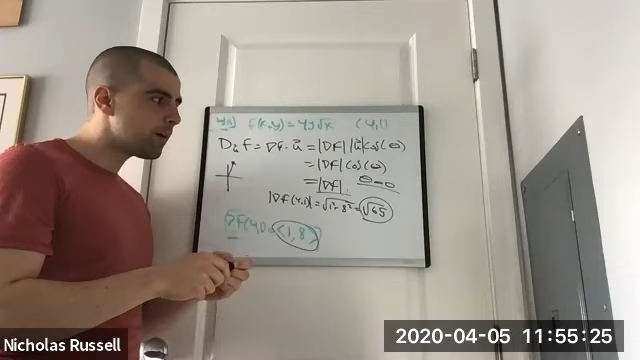 f(x,y)=4y√x (4,1)
Dᵤf = ∇f·u⃗ = |∇f| |u⃗| cos(θ)
= |∇f| cos(θ)
= |∇f| θ=0
|∇f(4,1)| = √1²+8² = √65
∇f(4,1) = <1,8>
Nicholas Russell
2020-04-05 11:55:25